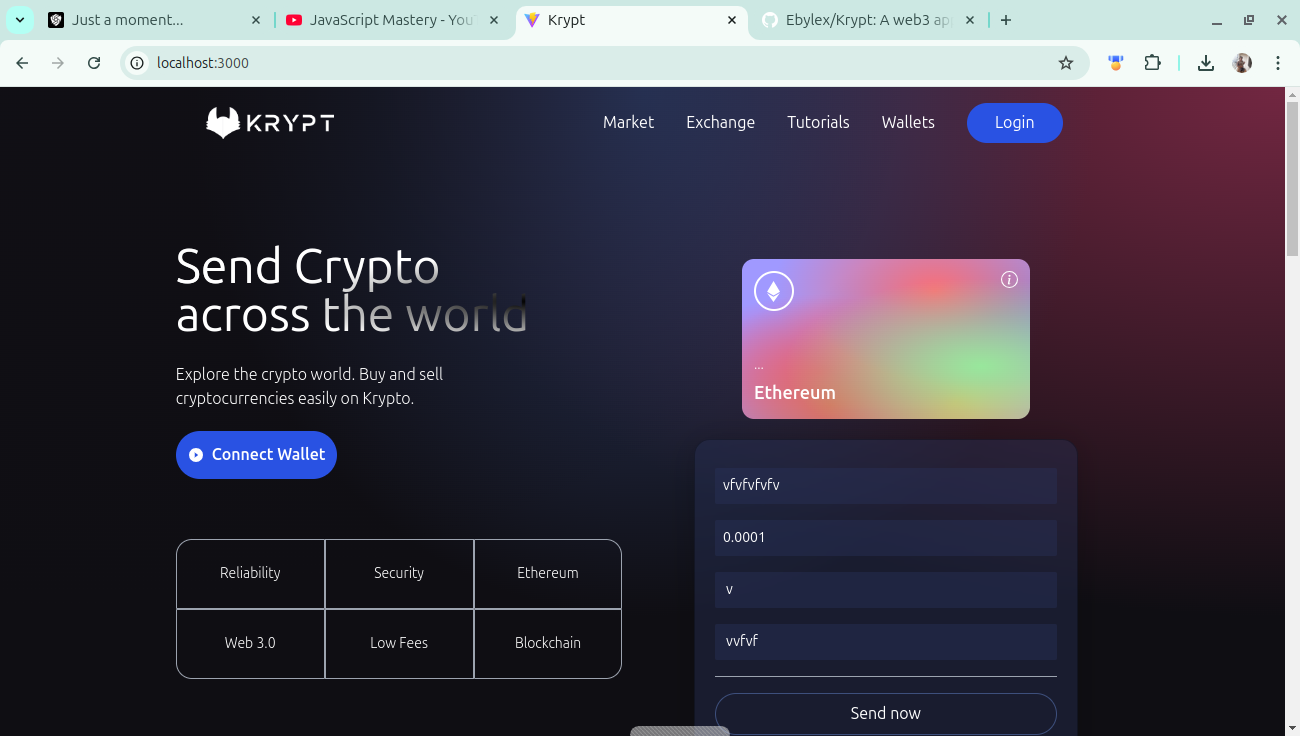 Just a moment...
JavaScript Mastery - You
Krypt
Ebylex/Krypt: A web3 ap
localhost:3000
KRYPT
Market Exchange Tutorials Wallets Login
Send Crypto
across the world
Explore the crypto world. Buy and sell
cryptocurrencies easily on Krypto.
Connect Wallet
Reliability Security Ethereum
Web 3.0 Low Fees Blockchain
...
Ethereum
vfvfvfvfv
0.0001
v
vvfvf
Send now